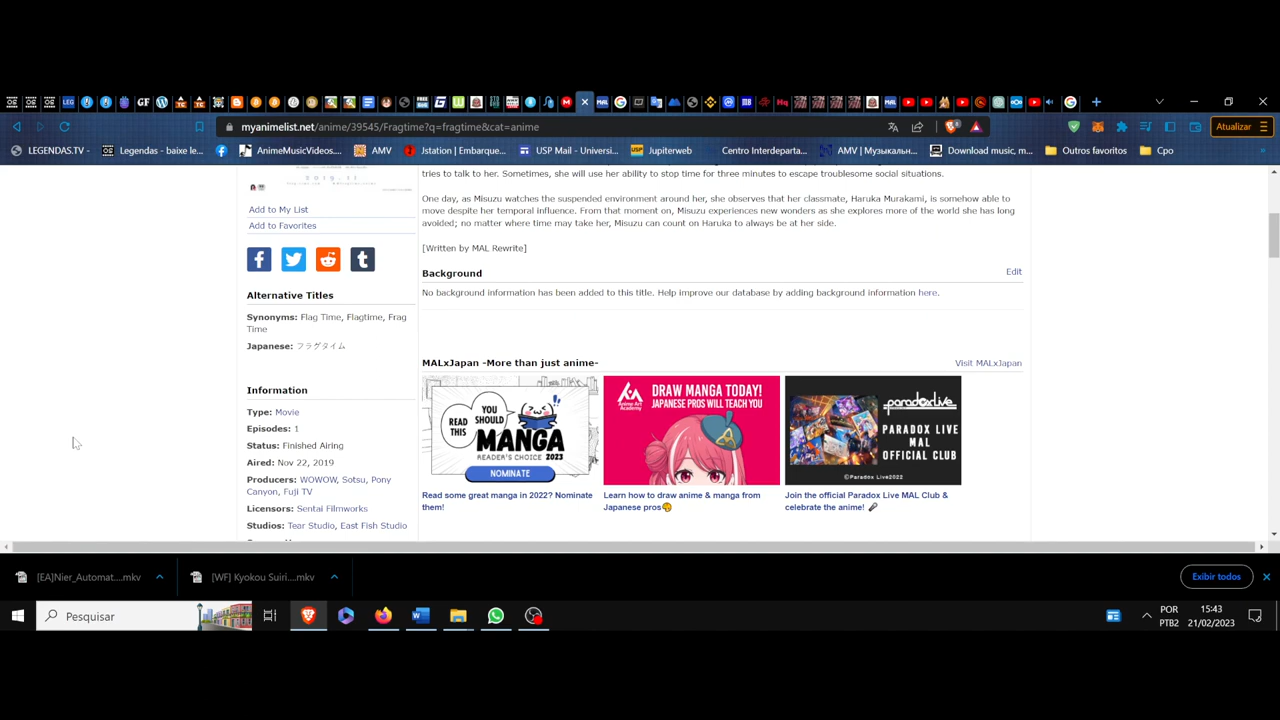 LEG
GF
myanimelist.net/anime/39545/Fragtime?q=fragtime&cat=anime
Atualizar
LEGENDAS.TV -
Legendas - baixe le...
AnimeMusicVideos....
AMV
Jstation | Embarque...
USP Mail - Universi...
Jupiterweb
Centro Interdeparta...
AMV | Музыкальн...
Download music, m...
Outros favoritos
Cpo
tries to talk to her. Sometimes, she will use her ability to stop time for three minutes to escape troublesome social situations.
One day, as Misuzu watches the suspended environment around her, she observes that her classmate, Haruka Murakami, is somehow able to
move despite her temporal influence. From that moment on, Misuzu experiences new wonders as she explores more of the world she has long
avoided; no matter where time may take her, Misuzu can count on Haruka to always be at her side.
[Written by MAL Rewrite]
Background
Edit
No background information has been added to this title. Help improve our database by adding background information here.
2019.11
Add to My List
Add to Favorites
Alternative Titles
Synonyms: Flag Time, Flagtime, Frag
Time
Japanese: フラグタイム
Information
Type: Movie
Episodes: 1
Status: Finished Airing
Aired: Nov 22, 2019
Producers: WOWOW, Sotsu, Pony
Canyon, Fuji TV
Licensors: Sentai Filmworks
Studios: Tear Studio, East Fish Studio
MALxJapan -More than just anime-
Visit MALxJapan
READ
THIS
YOU
SHOULD
MANGA
READER'S CHOICE 2023
NOMINATE
Read some great manga in 2022? Nominate
them!
Anime Art
Academy
DRAW MANGA TODAY!
JAPANESE PROS WILL TEACH YOU
Learn how to draw anime & manga from
Japanese pros
paradoxLive
PARADOX LIVE
MAL
OFFICIAL CLUB
©Paradox Live2022
Join the official Paradox Live MAL Club &
celebrate the anime!
[EA]Nier_Automat....mkv
[WF] Kyokou Suiri....mkv
Exibir todos
Pesquisar
POR
PTB2
15:43
21/02/2023